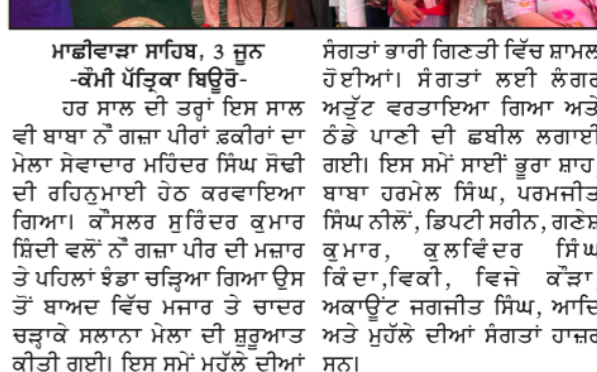 ਮਾਛੀਵਾੜਾ ਸਾਹਿਬ, 3 ਜੂਨ
-ਕੌਮੀ ਪੱਤ੍ਰਿਕਾ ਬਿਊਰੋ-
ਹਰ ਸਾਲ ਦੀ ਤਰ੍ਹਾਂ ਇਸ ਸਾਲ
ਵੀ ਬਾਬਾ ਨੌਂ ਗਜ਼ਾ ਪੀਰਾਂ ਫ਼ਕੀਰਾਂ ਦਾ
ਮੇਲਾ ਸੇਵਾਦਾਰ ਮਹਿੰਦਰ ਸਿੰਘ ਸੋਢੀ
ਦੀ ਰਹਿਨੁਮਾਈ ਹੇਠ ਕਰਵਾਇਆ
ਗਿਆ। ਕੌਂਸਲਰ ਸੁਰਿੰਦਰ ਕੁਮਾਰ
ਸ਼ਿੰਦੀ ਵਲੋਂ ਨੌਂ ਗਜ਼ਾ ਪੀਰ ਦੀ ਮਜ਼ਾਰ
ਤੇ ਪਹਿਲਾਂ ਝੰਡਾ ਚੜ੍ਹਿਆ ਗਿਆ ਉਸ
ਤੋਂ ਬਾਅਦ ਵਿੱਚ ਮਜਾਰ ਤੇ ਚਾਦਰ
ਚੜ੍ਹਾਕੇ ਸਲਾਨਾ ਮੇਲਾ ਦੀ ਸ਼ੁਰੂਆਤ
ਕੀਤੀ ਗਈ। ਇਸ ਸਮੇਂ ਮੁਹੱਲੇ ਦੀਆਂ
ਸੰਗਤਾਂ ਭਾਰੀ ਗਿਣਤੀ ਵਿੱਚ ਸ਼ਾਮਲ
ਹੋਈਆਂ। ਸੰਗਤਾਂ ਲਈ ਲੰਗਰ
ਅਤੁੱਟ ਵਰਤਾਇਆ ਗਿਆ ਅਤੇ
ਠੰਡੇ ਪਾਣੀ ਦੀ ਛਬੀਲ ਲਗਾਈ
ਗਈ। ਇਸ ਸਮੇਂ ਸਾਈਂ ਭੂਰਾ ਸ਼ਾਹ,
ਬਾਬਾ ਹਰਮੇਲ ਸਿੰਘ, ਪਰਮਜੀਤ
ਸਿੰਘ ਨੀਲੋਂ, ਡਿਪਟੀ ਸਰੀਨ, ਗਣੇਸ਼
ਕੁਮਾਰ, ਕੁਲਵਿੰਦਰ ਸਿੰਘ
ਕਿੰਦਾ,ਵਿਕੀ, ਵਿਜੇ ਕੌੜਾ,
ਅਕਾਊਂਟ ਜਗਜੀਤ ਸਿੰਘ, ਆਦਿ
ਅਤੇ ਮੁਹੱਲੇ ਦੀਆਂ ਸੰਗਤਾਂ ਹਾਜ਼ਰ
ਸਨ।